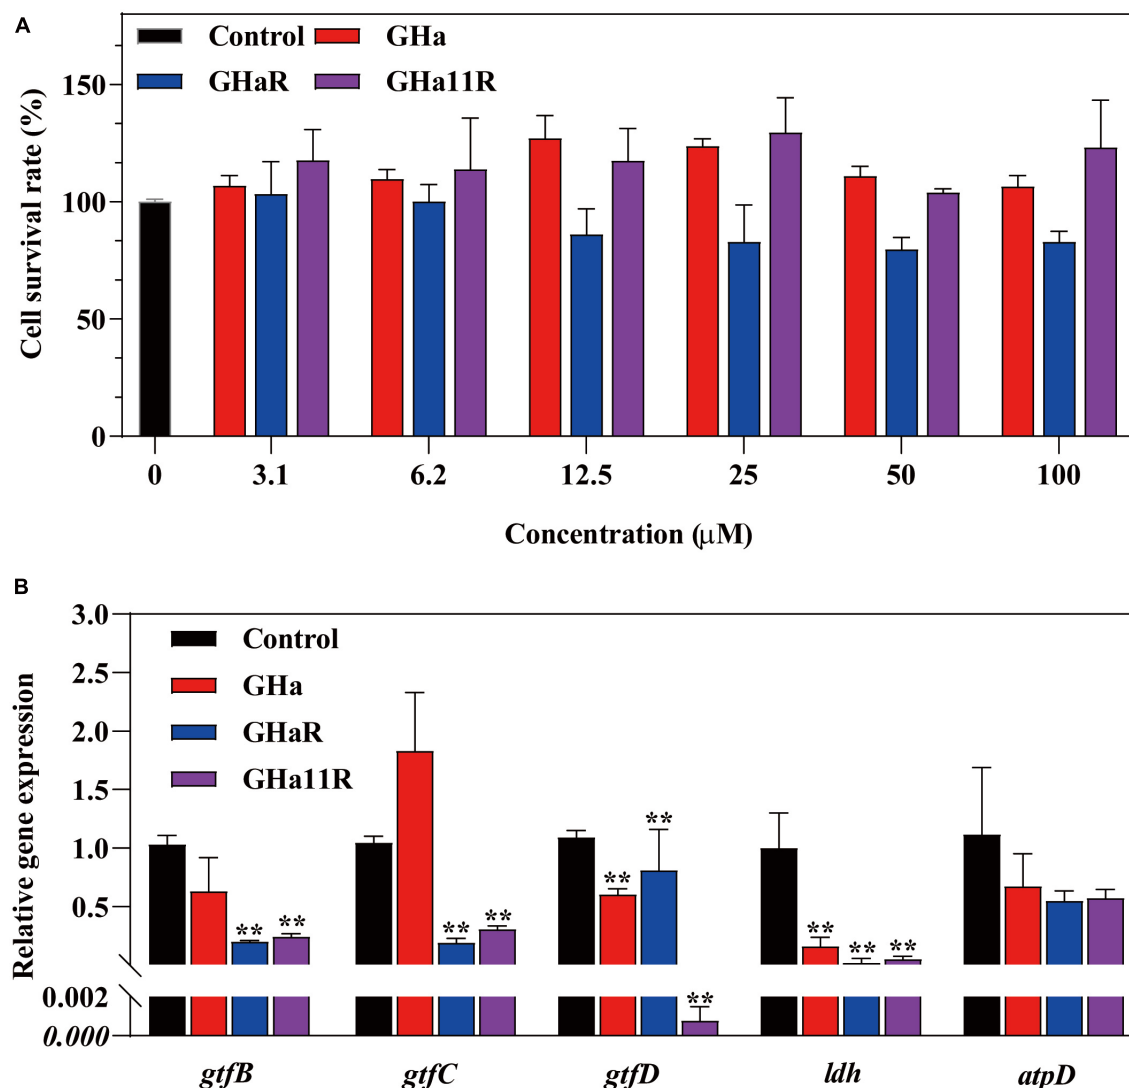 A
Control GHa
GHaR GHa11R
Cell survival rate (%)
150
100
50
0
0 3.1 6.2 12.5 25 50 100
Concentration (μM)
B
Control
GHa
GHaR
GHa11R
Relative gene expression
3.0
2.5
2.0
1.5
1.0
0.5
0.002
0.000
** **
** **
** ** **
** ** **
gtfB gtfC gtfD ldh atpD